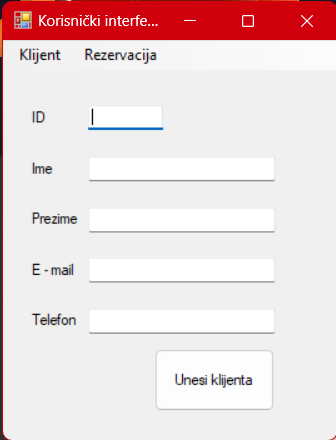 Korisnički interfe...
Klijent Rezervacija
ID
Ime
Prezime
E - mail
Telefon
Unesi klijenta